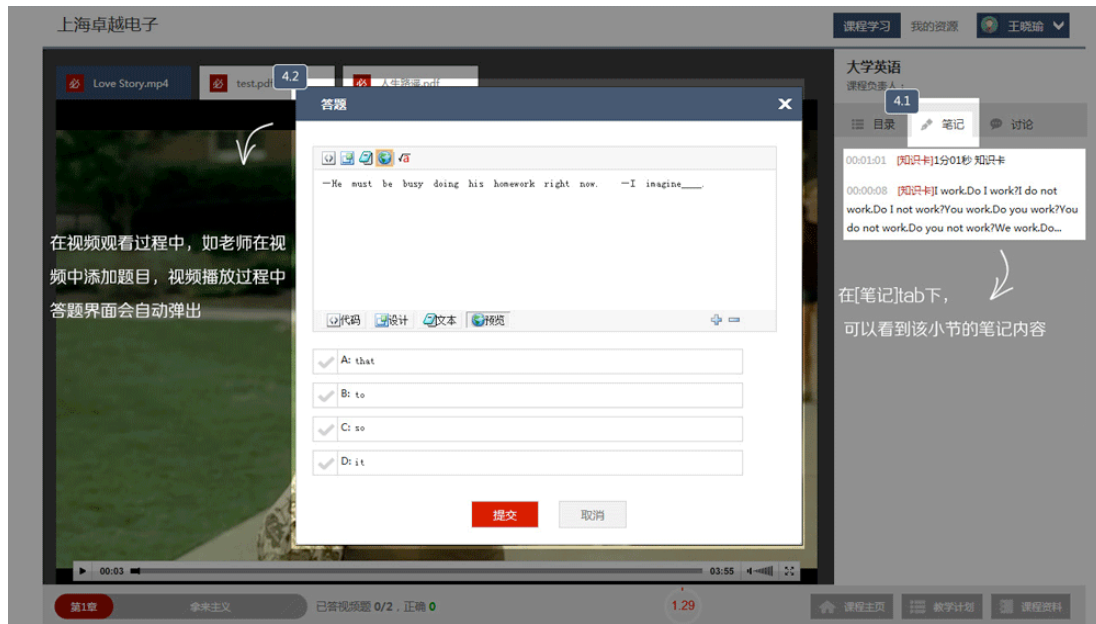 上海卓越电子
课程学习 我的资源 王晓瑜
Love Story.mp4 test.pdf 人生路遥.pdf
4.2
大学英语
课程负责人：
4.1
目录 笔记 讨论
答题
00:01:01 [知识卡]1分01秒 知识卡
00:00:08 [知识卡]I work.Do I work?I do not
work.Do I not work?You work.Do you work?You
do not work.Do you not work?We work.Do...
—He must be busy doing his homework right now. —I imagine____.
在视频观看过程中，如老师在视
频中添加题目，视频播放过程中
答题界面会自动弹出
在[笔记]tab下，
可以看到该小节的笔记内容
代码 设计 文本 预览
A: that
B: to
C: so
D: it
提交 取消
00:03 03:55
第1章 拿来主义 已答视频题 0/2，正确 0 1.29 课程主页 教学计划 课程资料